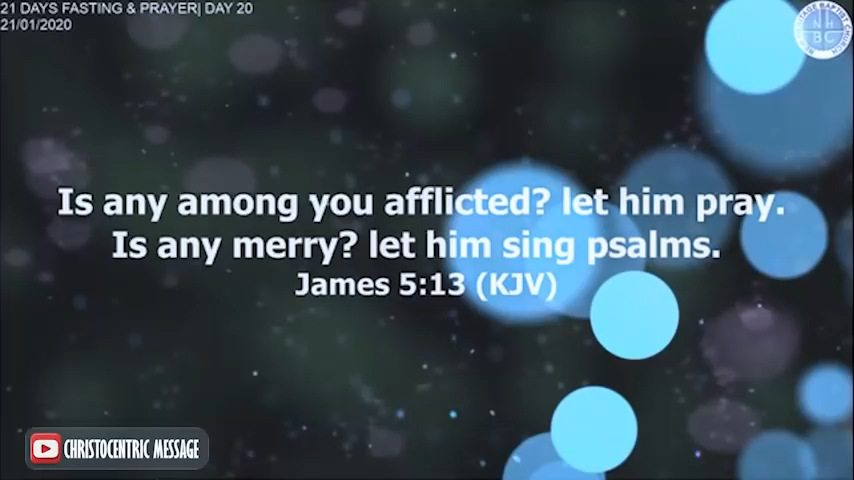 21 DAYS FASTING & PRAYER| DAY 20
21/01/2020
NHBC
Is any among you afflicted? let him pray.
Is any merry? let him sing psalms.
James 5:13 (KJV)
CHRISTOCENTRIC MESSAGE